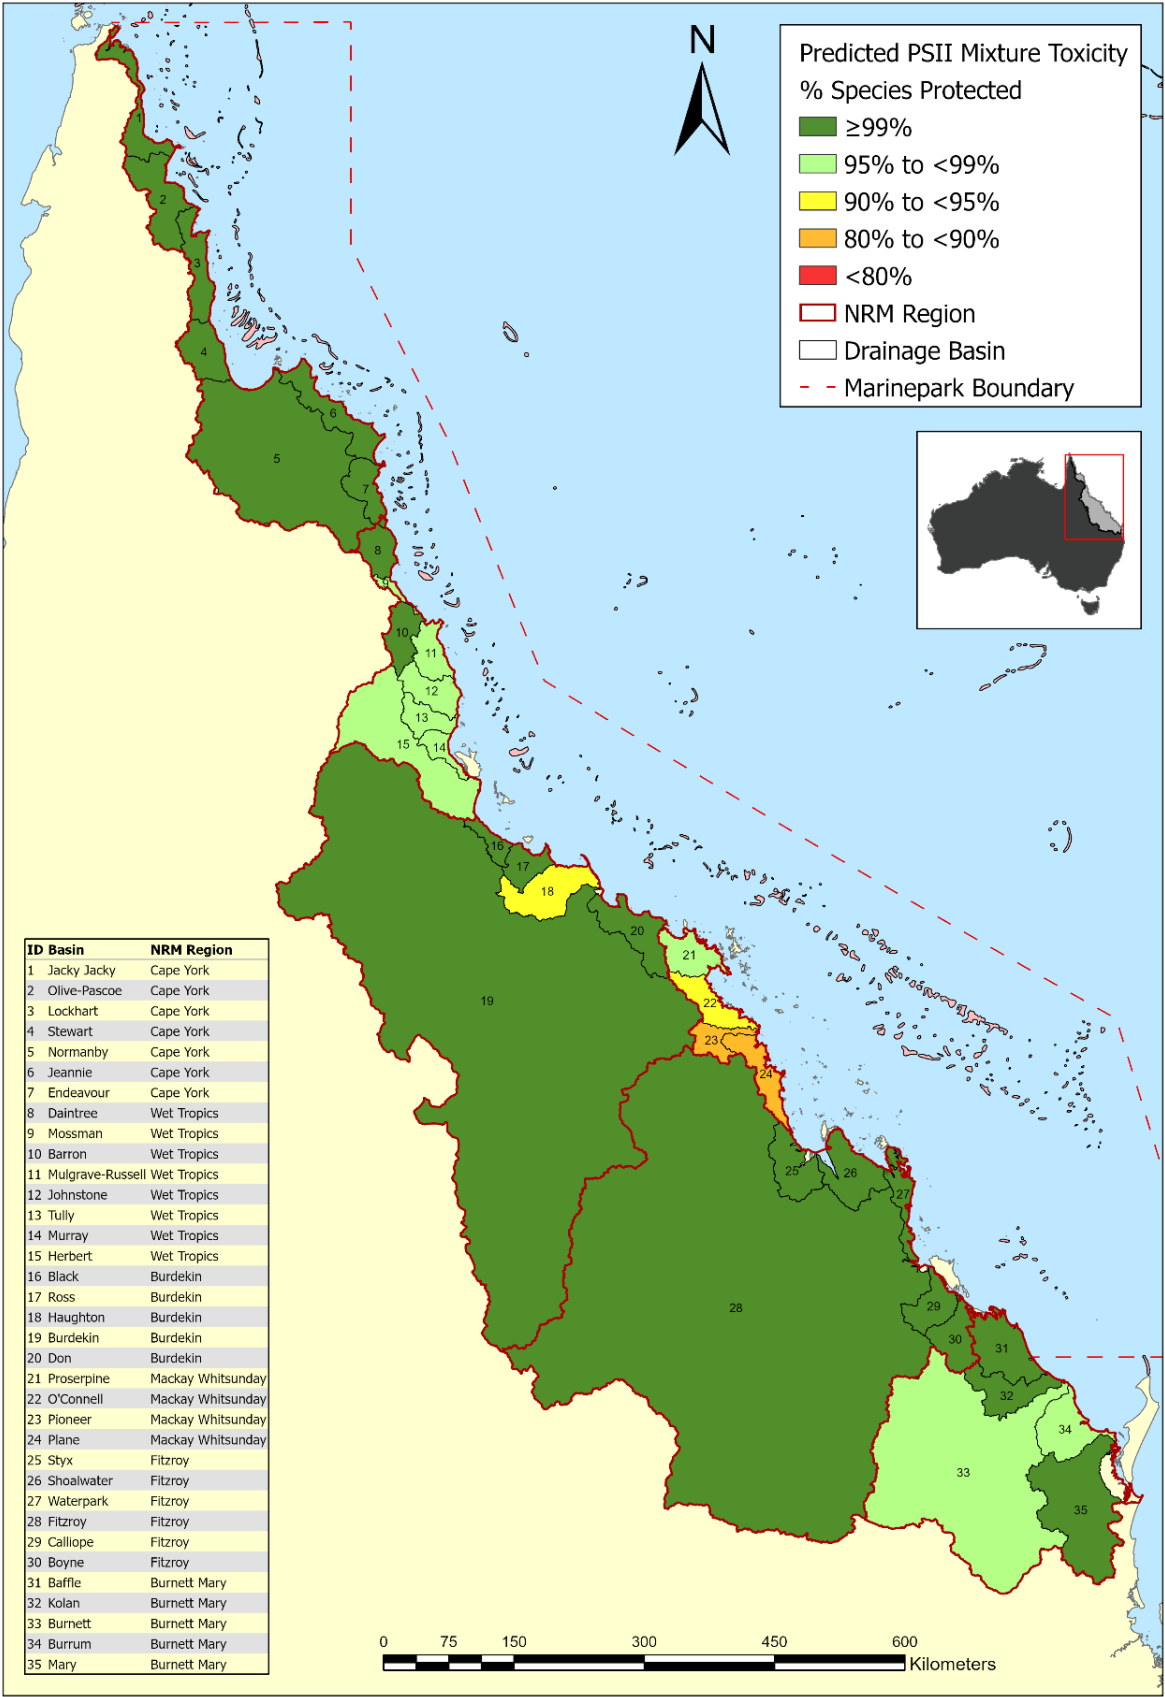 N
Predicted PSII Mixture Toxicity
% Species Protected
≥99%
95% to <99%
90% to <95%
80% to <90%
<80%
NRM Region
Drainage Basin
Marinepark Boundary
1
2
3
4
5
6
7
8
9
10
11
12
13
14
15
16
17
18
19
20
21
22
23
24
25
26
27
28
29
30
31
32
33
34
35
ID Basin NRM Region
1 Jacky Jacky Cape York
2 Olive-Pascoe Cape York
3 Lockhart Cape York
4 Stewart Cape York
5 Normanby Cape York
6 Jeannie Cape York
7 Endeavour Cape York
8 Daintree Wet Tropics
9 Mossman Wet Tropics
10 Barron Wet Tropics
11 Mulgrave-Russell Wet Tropics
12 Johnstone Wet Tropics
13 Tully Wet Tropics
14 Murray Wet Tropics
15 Herbert Wet Tropics
16 Black Burdekin
17 Ross Burdekin
18 Haughton Burdekin
19 Burdekin Burdekin
20 Don Burdekin
21 Proserpine Mackay Whitsunday
22 O'Connell Mackay Whitsunday
23 Pioneer Mackay Whitsunday
24 Plane Mackay Whitsunday
25 Styx Fitzroy
26 Shoalwater Fitzroy
27 Waterpark Fitzroy
28 Fitzroy Fitzroy
29 Calliope Fitzroy
30 Boyne Fitzroy
31 Baffle Burnett Mary
32 Kolan Burnett Mary
33 Burnett Burnett Mary
34 Burrum Burnett Mary
35 Mary Burnett Mary
0 75 150 300 450 600
Kilometers